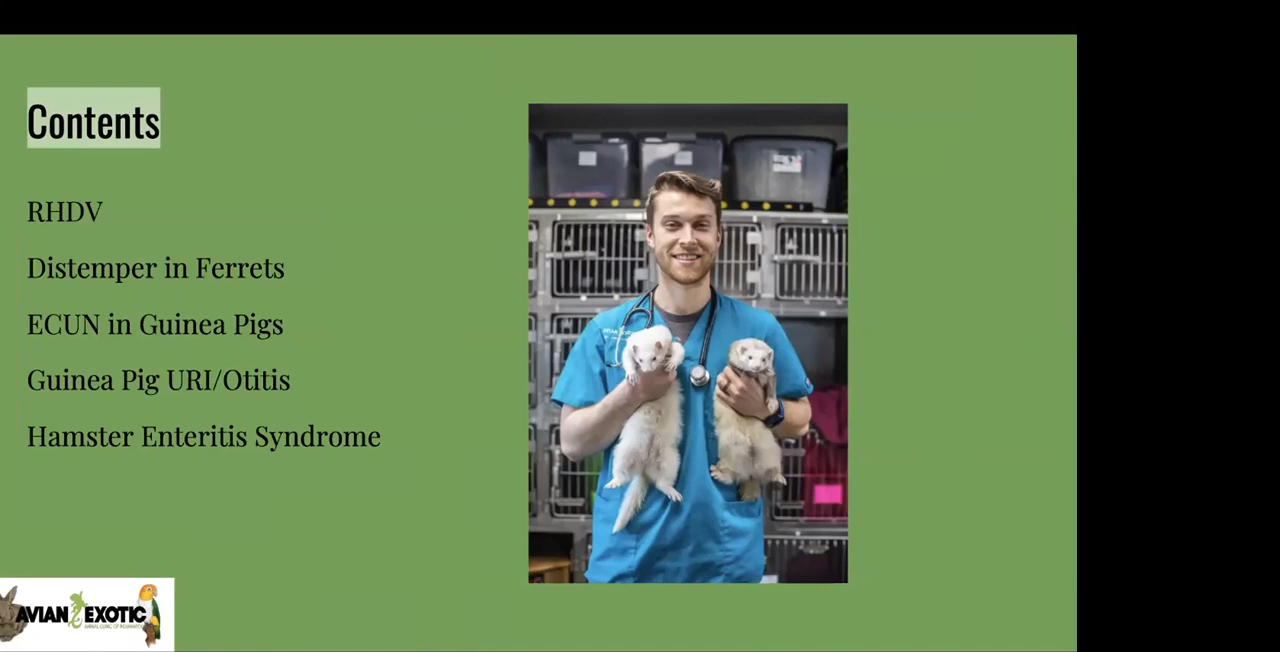 Contents
RHDV
Distemper in Ferrets
ECUN in Guinea Pigs
Guinea Pig URI/Otitis
Hamster Enteritis Syndrome
AVIAN EXOTIC